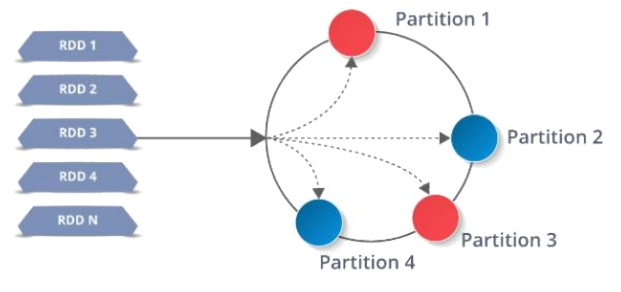 RDD 1
RDD 2
RDD 3
RDD 4
RDD N
Partition 1
Partition 2
Partition 3
Partition 4